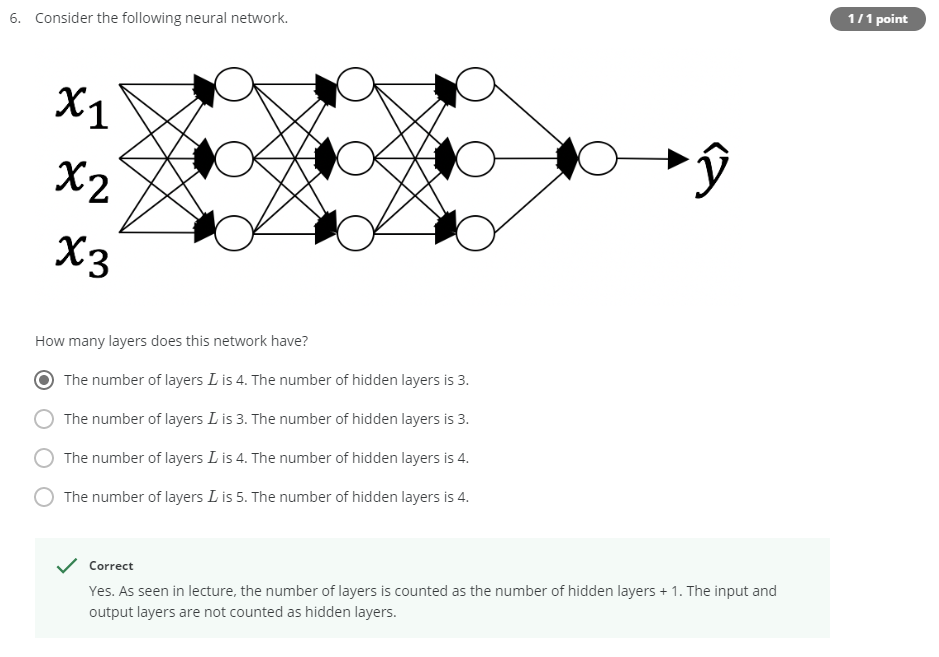 6. Consider the following neural network.
1 / 1 point
x₁
x₂
x₃
ŷ
How many layers does this network have?
The number of layers L is 4. The number of hidden layers is 3.
The number of layers L is 3. The number of hidden layers is 3.
The number of layers L is 4. The number of hidden layers is 4.
The number of layers L is 5. The number of hidden layers is 4.
Correct
Yes. As seen in lecture, the number of layers is counted as the number of hidden layers + 1. The input and
output layers are not counted as hidden layers.